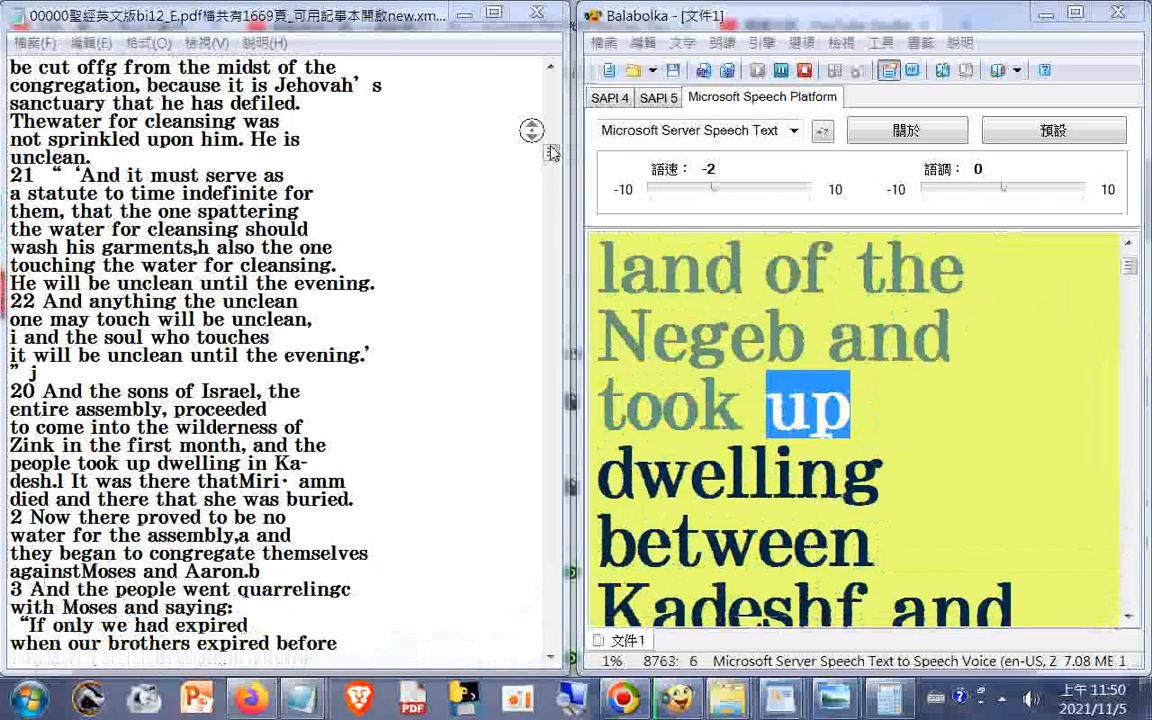 00000聖經英文版bi12_E.pdf檔共有1669頁_可用記事本開啟new.xm...
檔案(F) 編輯(E) 格式(O) 檢視(V) 說明(H)
be cut offg from the midst of the
congregation, because it is Jehovah's
sanctuary that he has defiled.
Thewater for cleansing was
not sprinkled upon him. He is
unclean.
21 “ ‘And it must serve as
a statute to time indefinite for
them, that the one spattering
the water for cleansing should
wash his garments,h also the one
touching the water for cleansing.
He will be unclean until the evening.
22 And anything the unclean
one may touch will be unclean,
i and the soul who touches
it will be unclean until the evening.’
” j
20 And the sons of Israel, the
entire assembly, proceeded
to come into the wilderness of
Zink in the first month, and the
people took up dwelling in Ka-
desh.l It was there thatMiri· amm
died and there that she was buried.
2 Now there proved to be no
water for the assembly,a and
they began to congregate themselves
againstMoses and Aaron.b
3 And the people went quarrelingc
with Moses and saying:
“If only we had expired
when our brothers expired before
Balabolka - [文件1]
檔案 編輯 文字 朗讀 引擎 選項 檢視 工具 書籤 說明
SAPI 4 SAPI 5 Microsoft Speech Platform
Microsoft Server Speech Text 關於 預設
語速： -2 語調： 0
-10 10 -10 10
land of the
Negeb and
took up
dwelling
between
Kadeshf and
文件1
1% 8763: 6 Microsoft Server Speech Text to Speech Voice (en-US, Z 7.08 ME 1
PDF
上午 11:50
2021/11/5